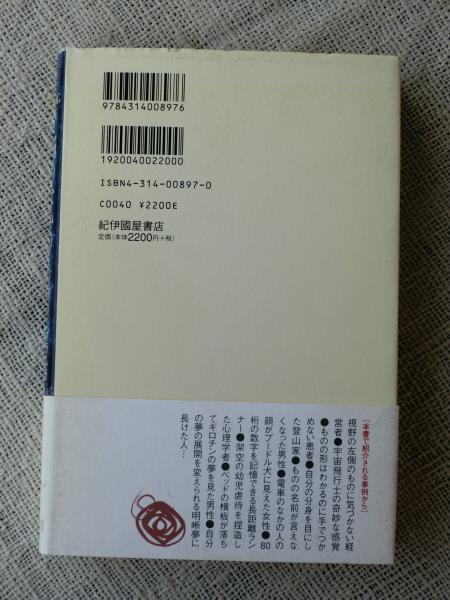 9784314008976
1920040022000
ISBN4-314-00897-0
C0040 ¥2200E
紀伊國屋書店
定価(本体2200円+税)
[本書で紹介される事例から]
視野の左側のものに気づかない経
営者●宇宙飛行士の奇妙な感覚
●ものの形はわかるのに手でつか
めない患者●自分の分身を目にし
た登山家●ものの名前が言えな
くなった男性●電車のなかの人の
顔がプードル犬に見えた女性●80
桁の数字を記憶できる長距離ラン
ナー●架空の幼児虐待を捏造し
た心理学者●ベッドの横板が落ち
てギロチンの夢を見た男性●自分
の夢の展開を変えられる明晰夢に
長けた人…